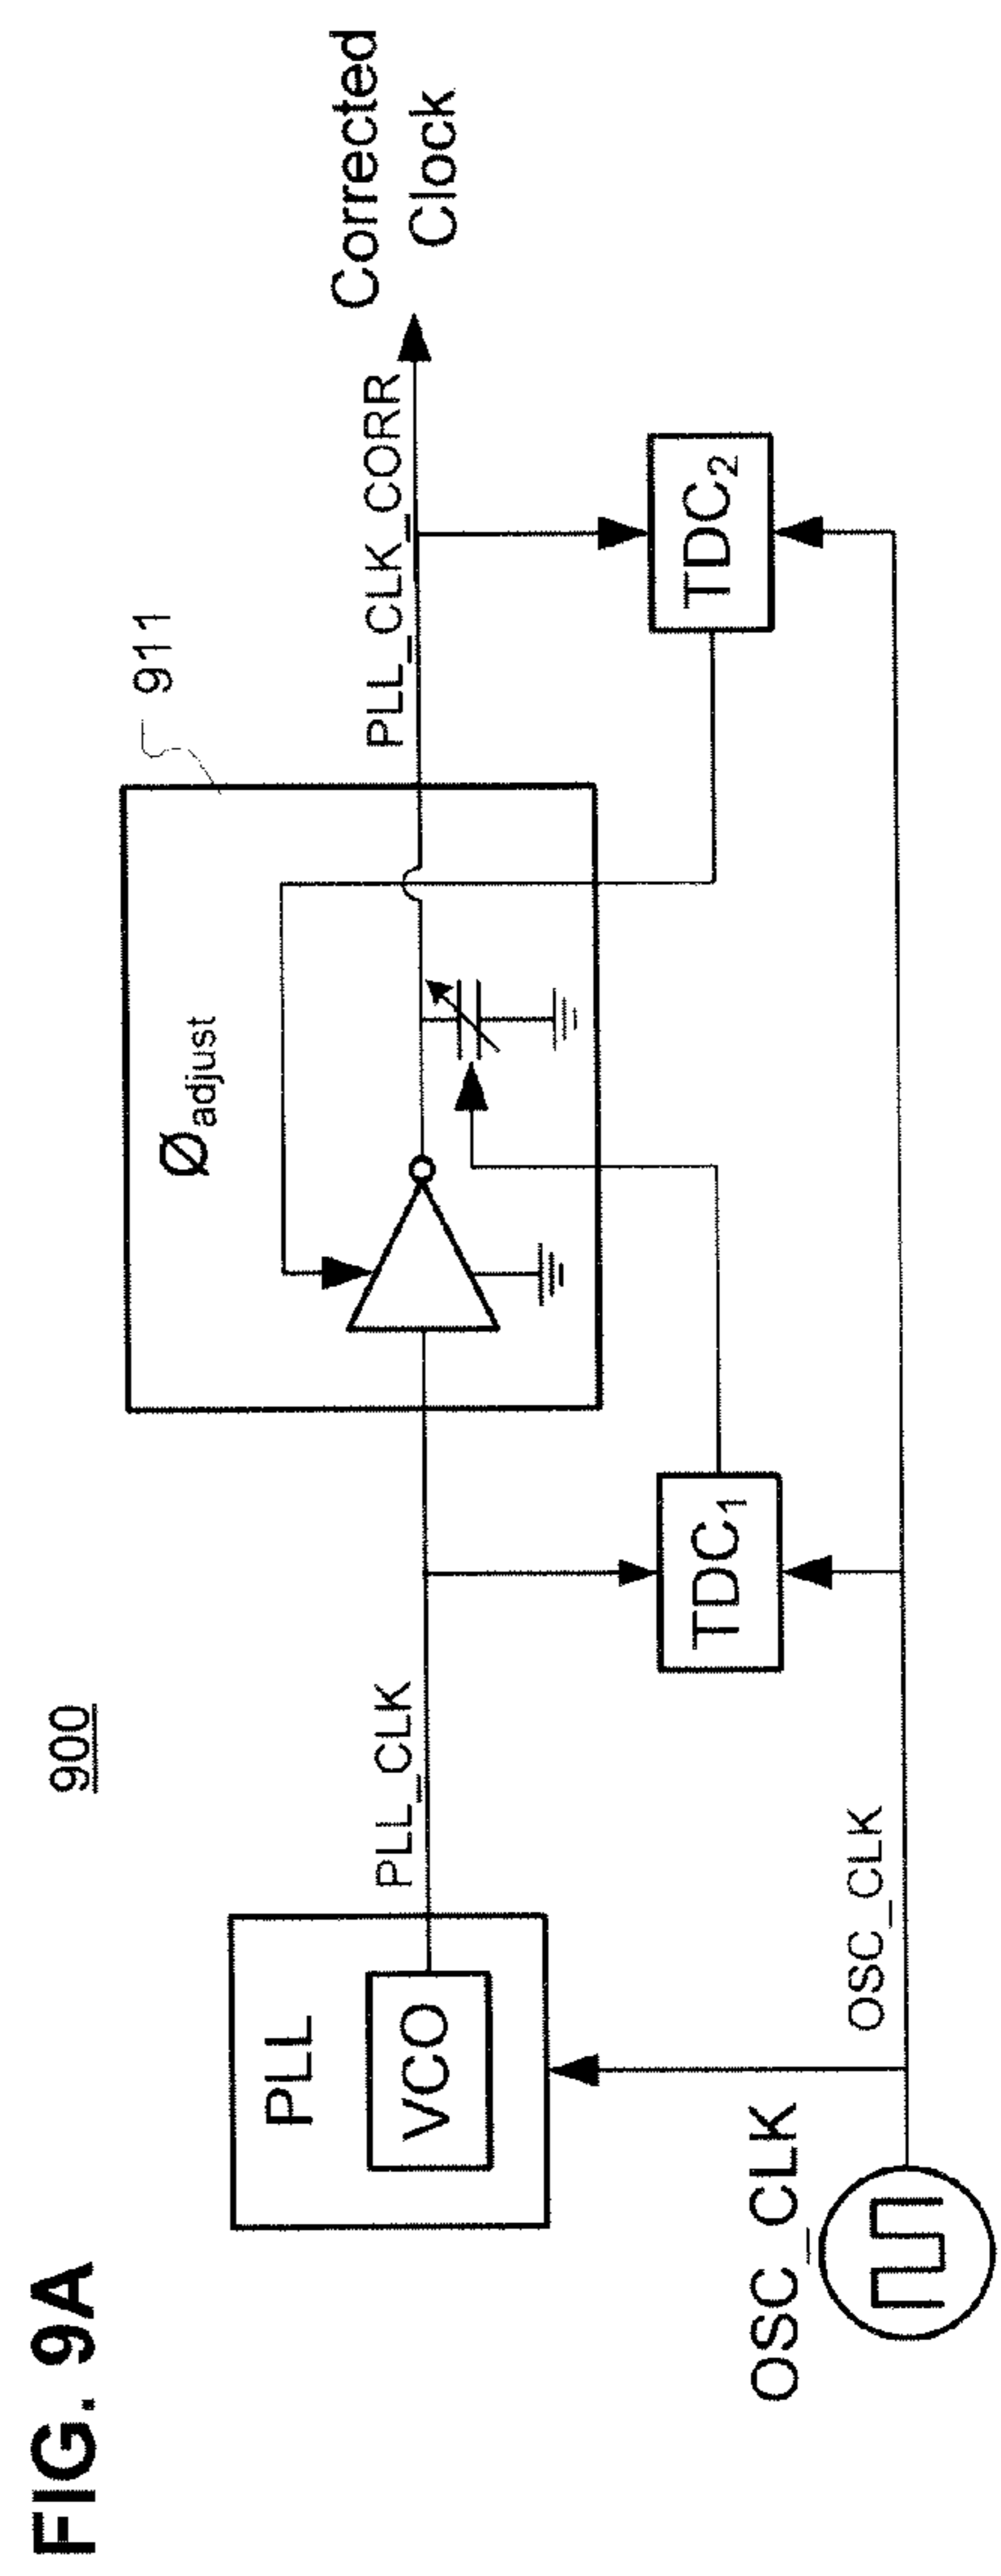 FIG. 9A
900
PLL
VCO
PLL_CLK
Øadjust
911
PLL_CLK_CORR
Corrected
Clock
TDC1
TDC2
OSC_CLK
OSC_CLK